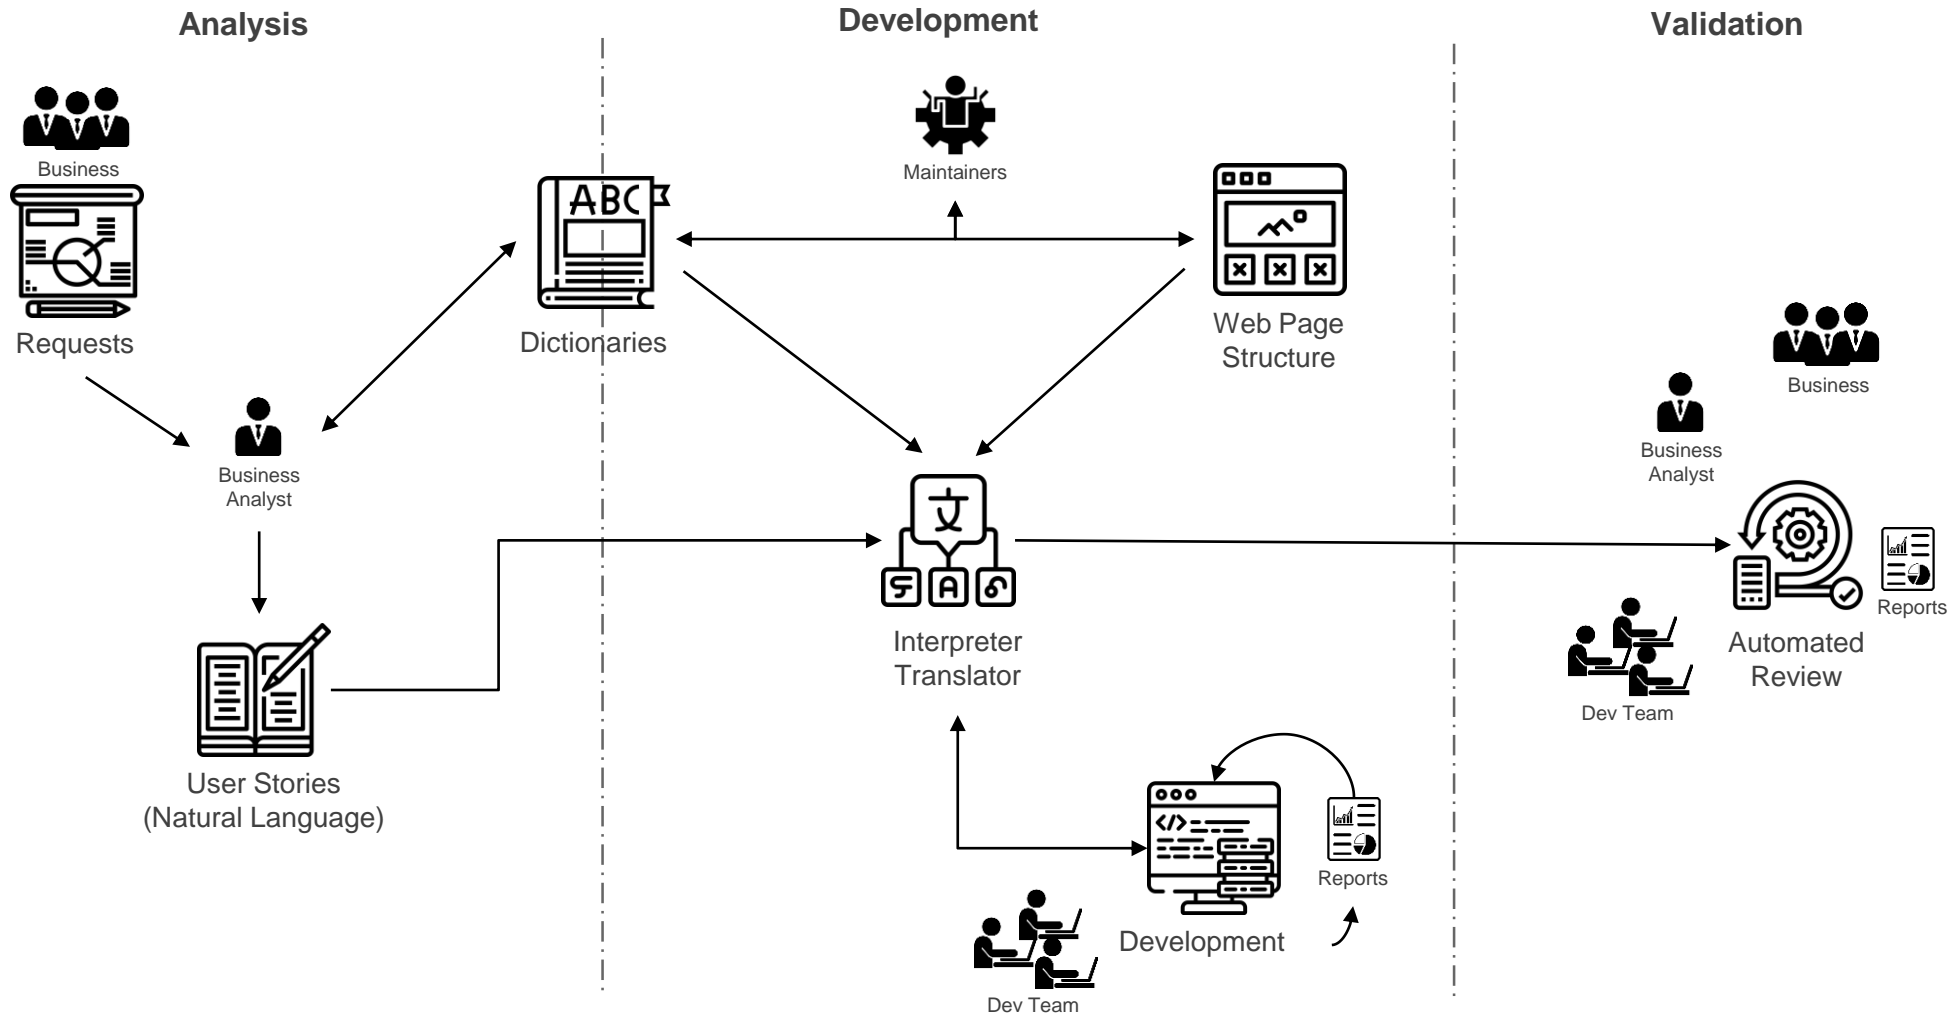 Analysis
Development
Validation
Business
Requests
Business
Analyst
User Stories
(Natural Language)
ABC
Dictionaries
Maintainers
Web Page
Structure
文
A
Interpreter
Translator
</>
Development
Reports
Dev Team
Business
Business
Analyst
Reports
Automated
Review
Dev Team